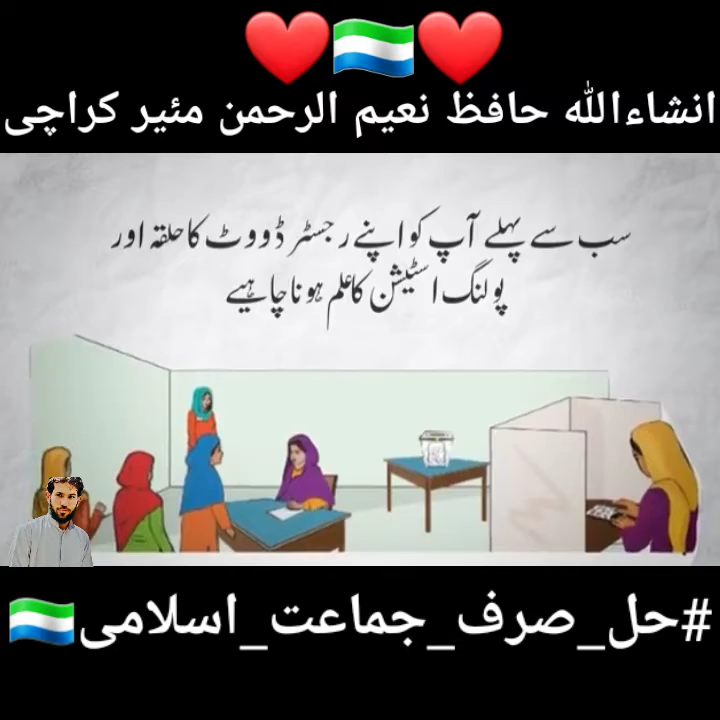 انشاءاللہ حافظ نعیم الرحمن مئیر کراچی
سب سے پہلے آپ کو اپنے رجسٹرڈ ووٹ کا حلقہ اور
پولنگ اسٹیشن کا علم ہونا چاہیے
#حل_صرف_جماعت_اسلامی